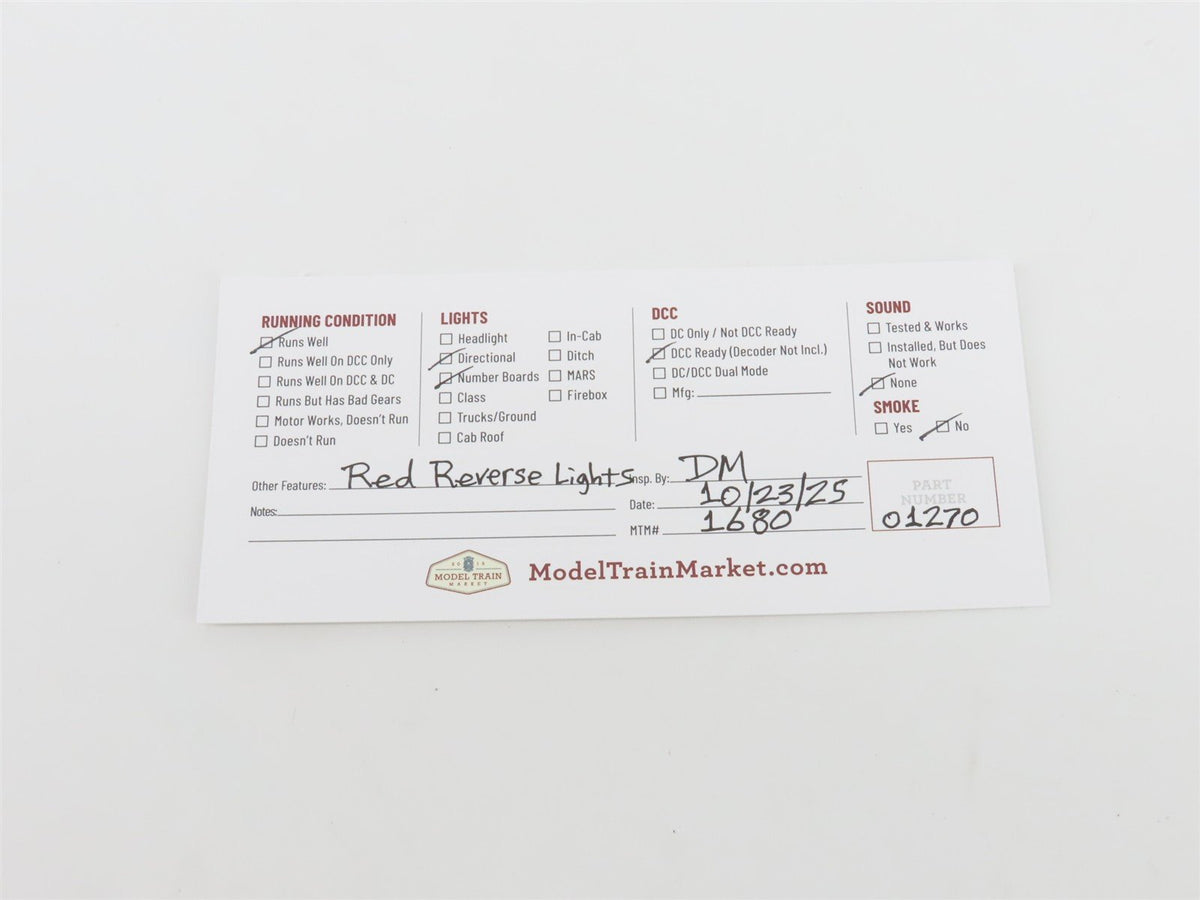 RUNNING CONDITION
Runs Well
Runs Well On DCC Only
Runs Well On DCC & DC
Runs But Has Bad Gears
Motor Works, Doesn't Run
Doesn't Run
LIGHTS
Headlight
Directional
Number Boards
Class
Trucks/Ground
Cab Roof
In-Cab
Ditch
MARS
Firebox
DCC
DC Only / Not DCC Ready
DCC Ready (Decoder Not Incl.)
DC/DCC Dual Mode
Mfg:
SOUND
Tested & Works
Installed, But Does
Not Work
None
SMOKE
Yes No
Other Features: Red Reverse Lights
Notes:
Insp. By: DM
Date: 10/23/25
MTM# 1680
PART
NUMBER
01270
2015
MODEL TRAIN
MARKET
ModelTrainMarket.com